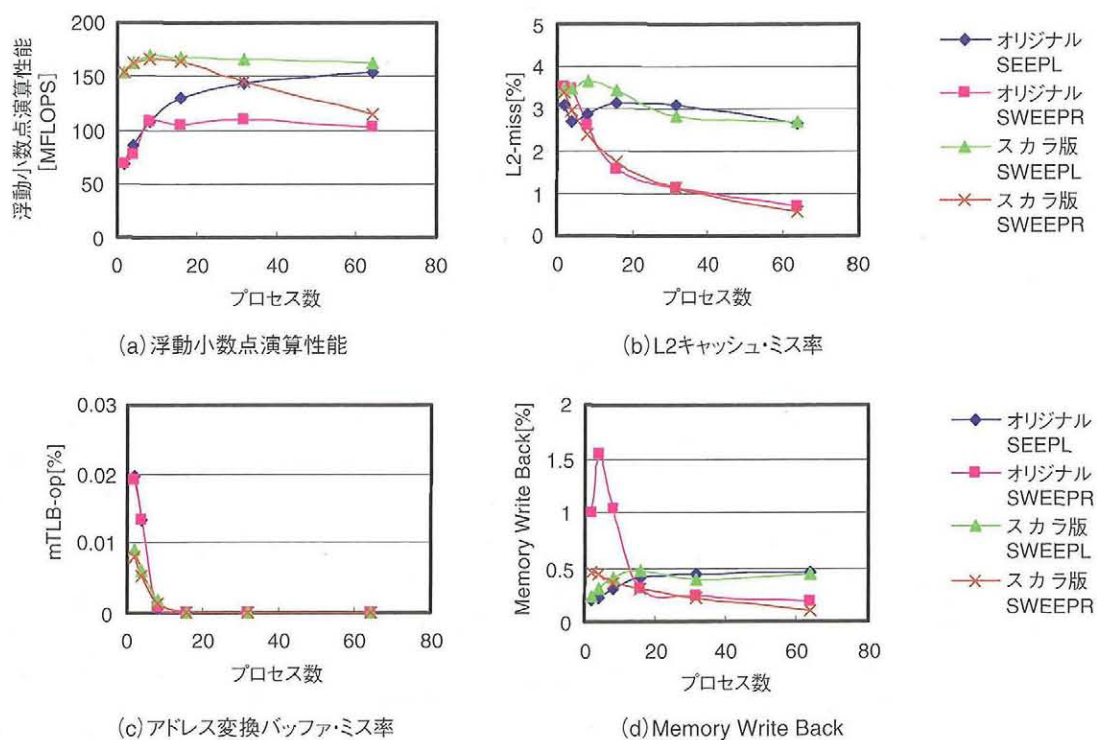 浮動小数点演算性能
[MFLOPS]
200
150
100
50
0
0 20 40 60 80
プロセス数
(a)浮動小数点演算性能
L2-miss[%]
5
4
3
2
1
0
0 20 40 60 80
プロセス数
(b)L2キャッシュ・ミス率
オリジナル
SEEPL
オリジナル
SWEEPR
スカラ版
SWEEPL
スカラ版
SWEEPR
mTLB-op[%]
0.03
0.02
0.01
0
0 20 40 60 80
プロセス数
(c)アドレス変換バッファ・ミス率
Memory Write Back[%]
2
1.5
1
0.5
0
0 20 40 60 80
プロセス数
(d)Memory Write Back
オリジナル
SEEPL
オリジナル
SWEEPR
スカラ版
SWEEPL
スカラ版
SWEEPR